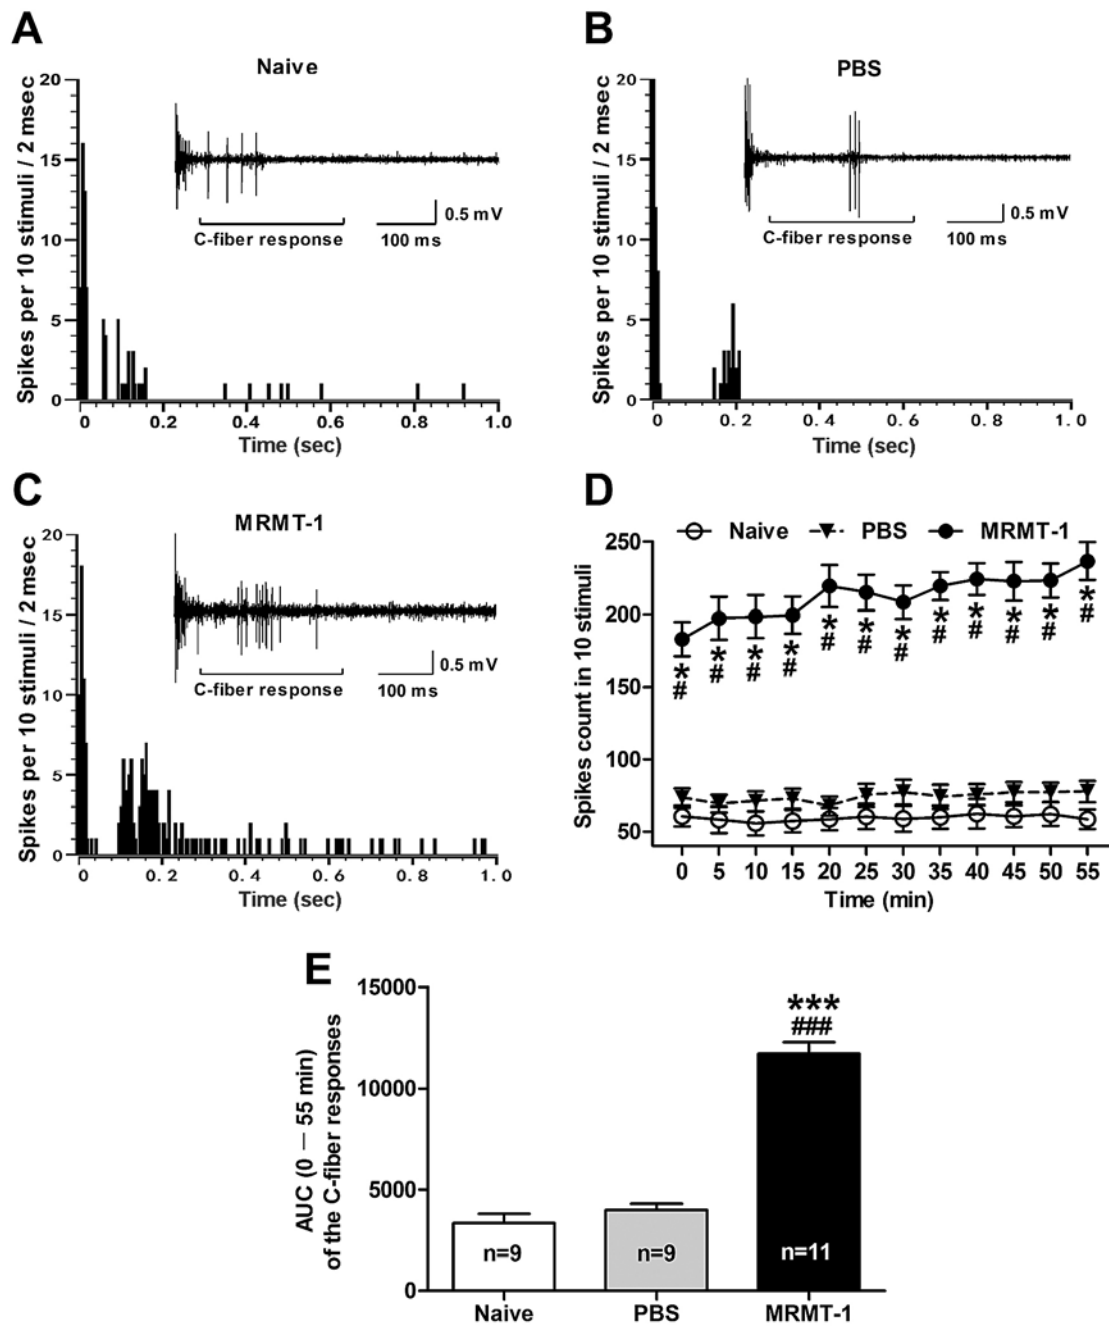 A
Naive
Spikes per 10 stimuli / 2 msec
20
15
10
5
0
0.5 mV
100 ms
C-fiber response
0 0.2 0.4 0.6 0.8 1.0
Time (sec)
B
PBS
Spikes per 10 stimuli / 2 msec
20
15
10
5
0
0.5 mV
100 ms
C-fiber response
0 0.2 0.4 0.6 0.8 1.0
Time (sec)
C
MRMT-1
Spikes per 10 stimuli / 2 msec
20
15
10
5
0
0.5 mV
100 ms
C-fiber response
0 0.2 0.4 0.6 0.8 1.0
Time (sec)
D
Naive PBS MRMT-1
Spikes count in 10 stimuli
250
200
150
100
50
* * * * * * * * * * * *
# # # # # # # # # # # #
0 5 10 15 20 25 30 35 40 45 50 55
Time (min)
E
AUC (0 — 55 min)
of the C-fiber responses
15000
10000
5000
0
***
###
n=9 n=9 n=11
Naive PBS MRMT-1